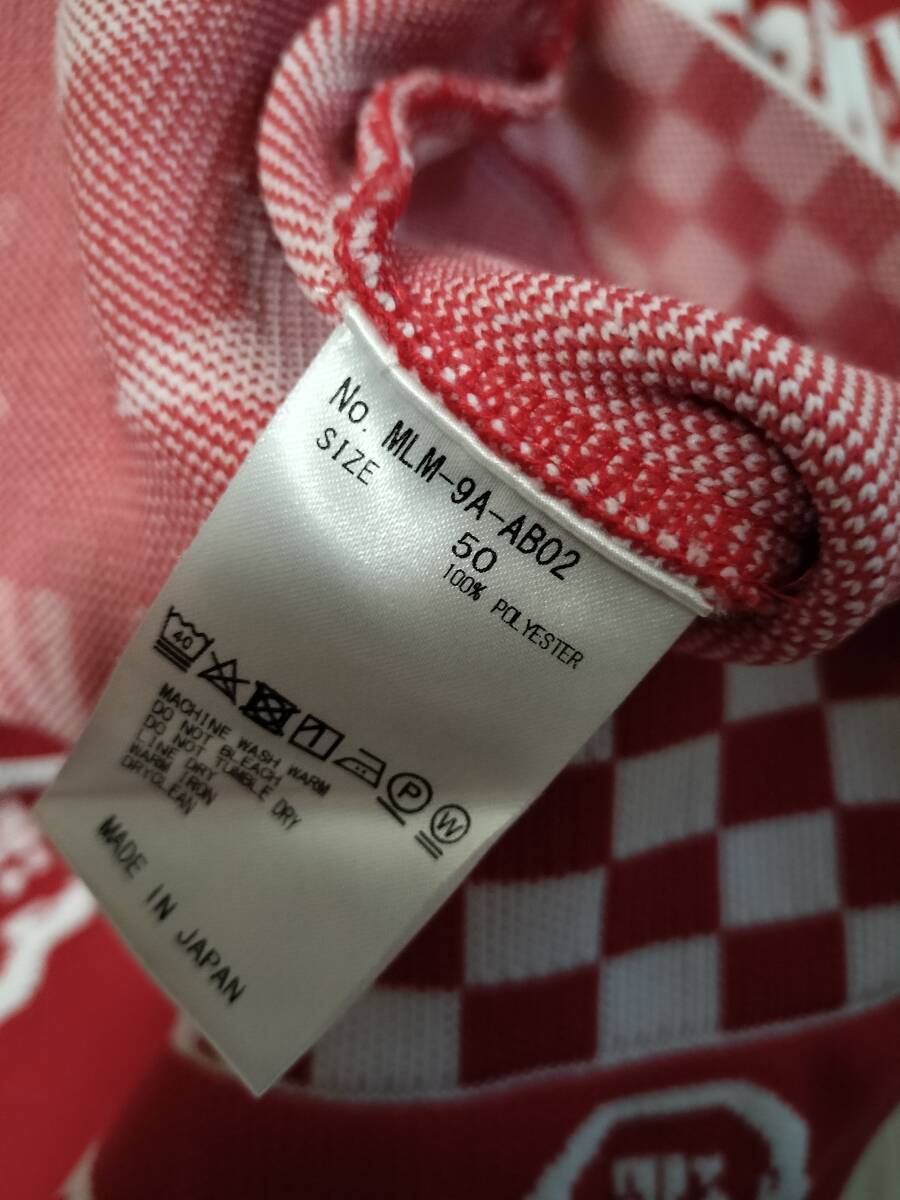 No. MLM-9A-AB02
SIZE 50
100% POLYESTER
40
P
W
MACHINE WASH WARM
DO NOT BLEACH
DO NOT TUMBLE DRY
LINE DRY
WARM IRON
DRYCLEAN
MADE IN JAPAN